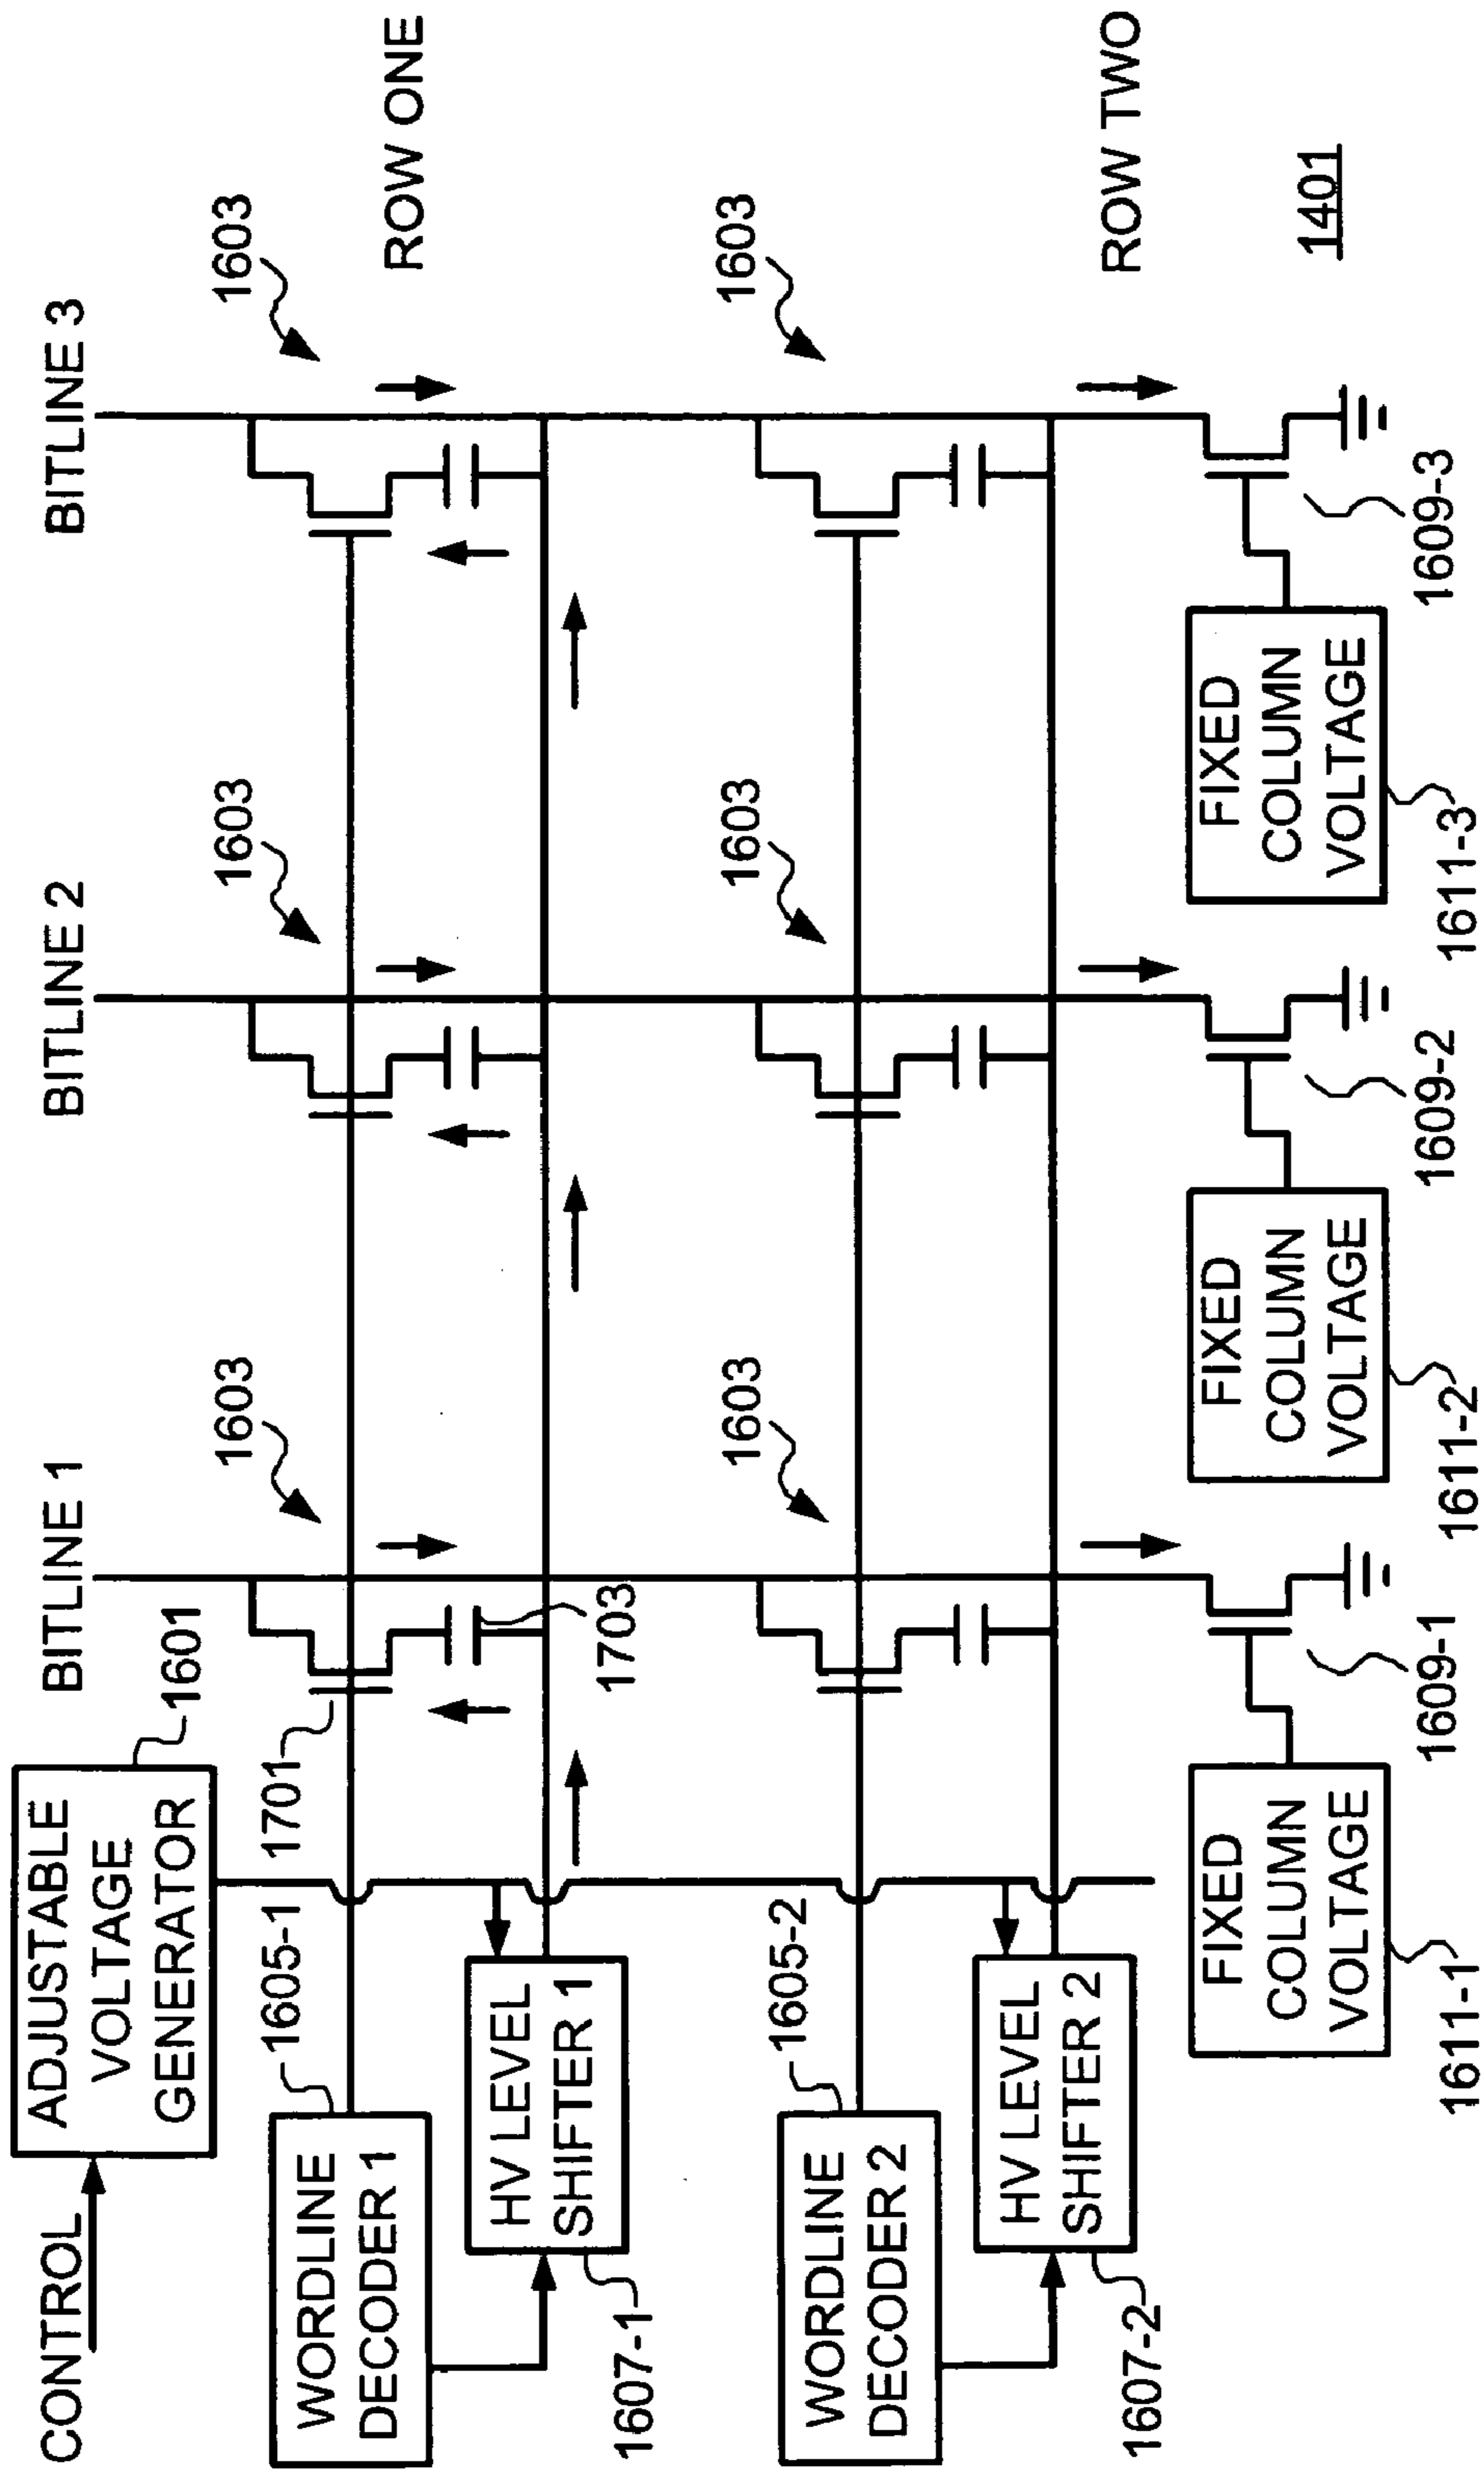 CONTROL
ADJUSTABLE
VOLTAGE
GENERATOR
1601
BITLINE 1
BITLINE 2
BITLINE 3
WORDLINE
DECODER 1
1605-1
1701
1603
1603
1603
ROW ONE
HV LEVEL
SHIFTER 1
1607-1
1703
WORDLINE
DECODER 2
1605-2
1603
1603
1603
HV LEVEL
SHIFTER 2
1607-2
ROW TWO
FIXED
COLUMN
VOLTAGE
1611-1
1609-1
FIXED
COLUMN
VOLTAGE
1611-2
1609-2
FIXED
COLUMN
VOLTAGE
1611-3
1609-3
1401